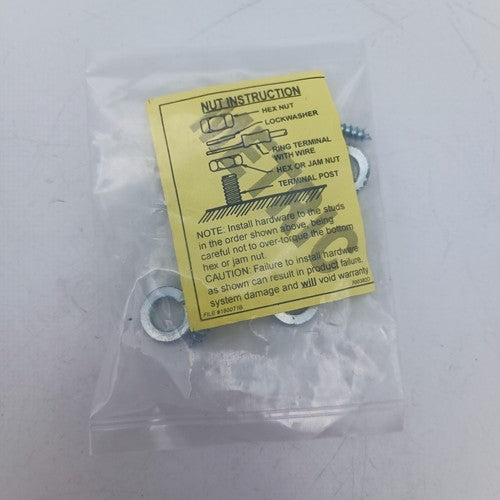 NUT INSTRUCTION
HEX NUT
LOCKWASHER
RING TERMINAL
WITH WIRE
HEX OR JAM NUT
TERMINAL POST
NOTE: Install hardware to the studs
in the order shown above, being
careful not to over-torque the bottom
hex or jam nut.
CAUTION: Failure to install hardware
as shown can result in product failure,
system damage and will void warranty
FILE #180071B